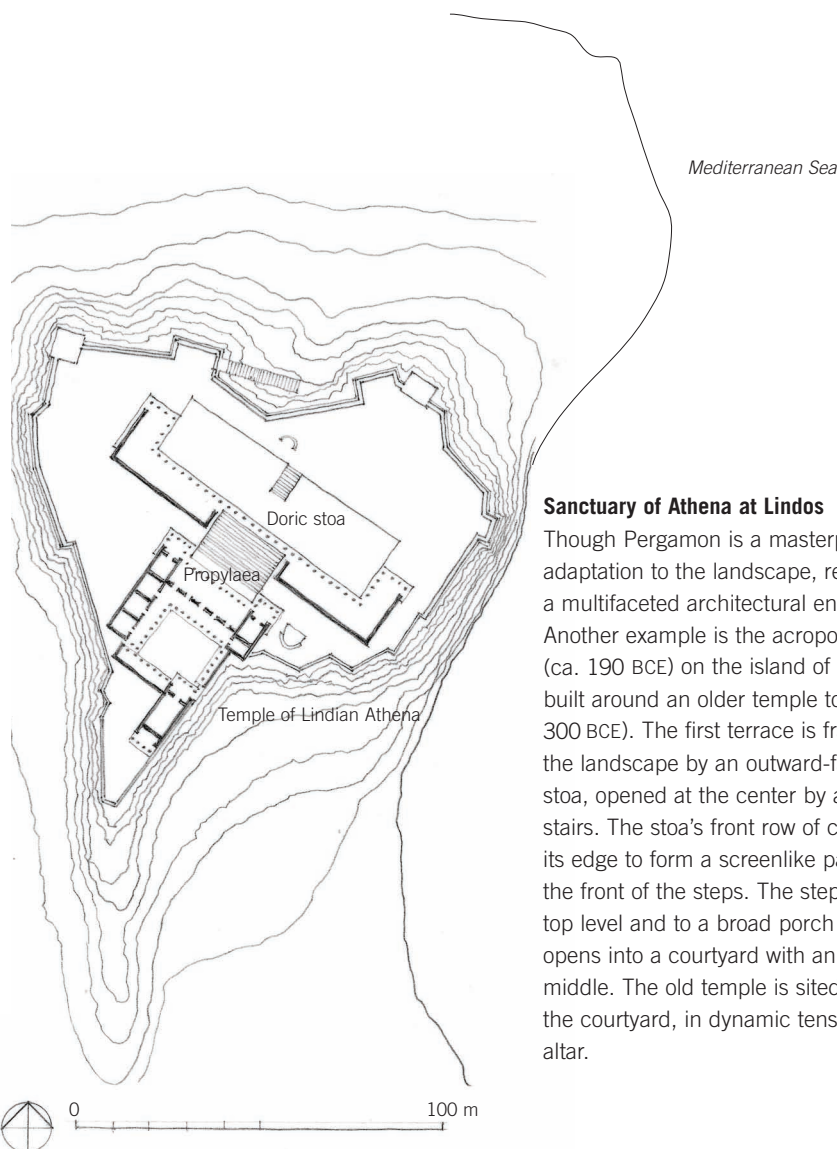 Mediterranean Sea
Doric stoa
Propylaea
Temple of Lindian Athena
0
100 m
Sanctuary of Athena at Lindos
Though Pergamon is a masterp
adaptation to the landscape, re
a multifaceted architectural en
Another example is the acropo
(ca. 190 BCE) on the island of
built around an older temple to
300 BCE). The first terrace is fr
the landscape by an outward-f
stoa, opened at the center by a
stairs. The stoa’s front row of c
its edge to form a screenlike pa
the front of the steps. The step
top level and to a broad porch
opens into a courtyard with an
middle. The old temple is sited
the courtyard, in dynamic tens
altar.